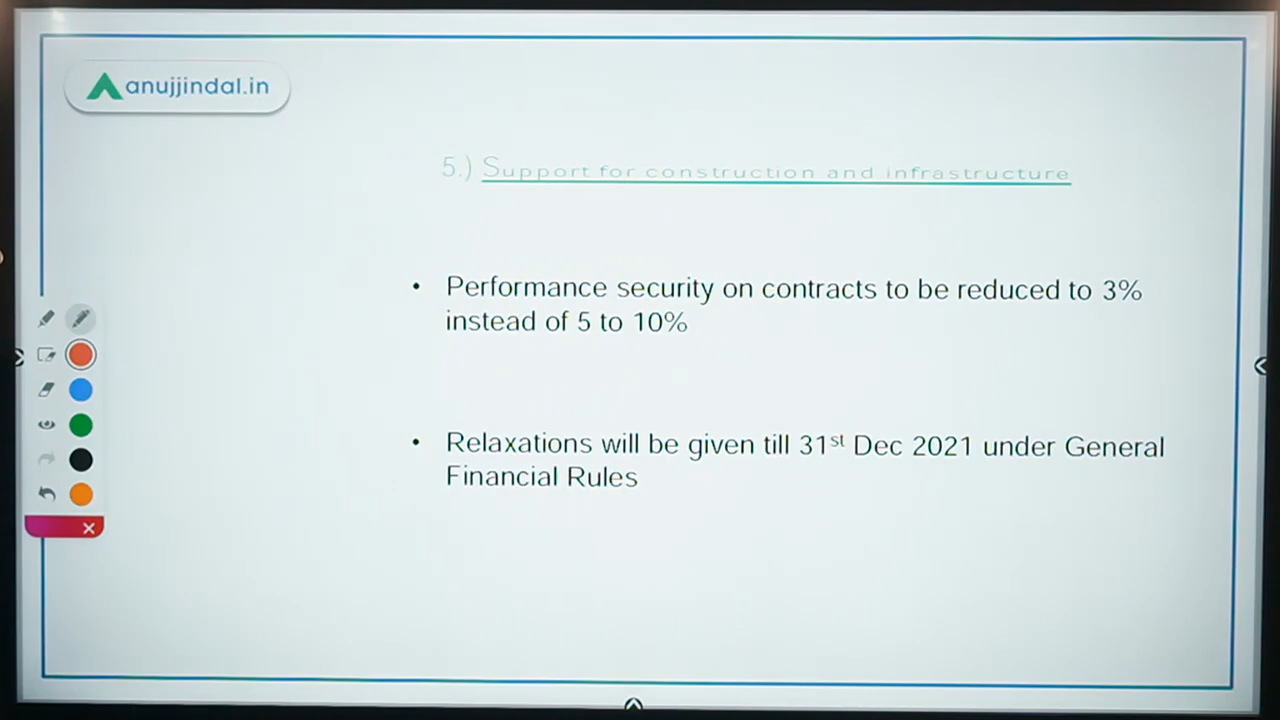 anujjindal.in
5.) Support for construction and infrastructure
• Performance security on contracts to be reduced to 3%
instead of 5 to 10%
• Relaxations will be given till 31st Dec 2021 under General
Financial Rules